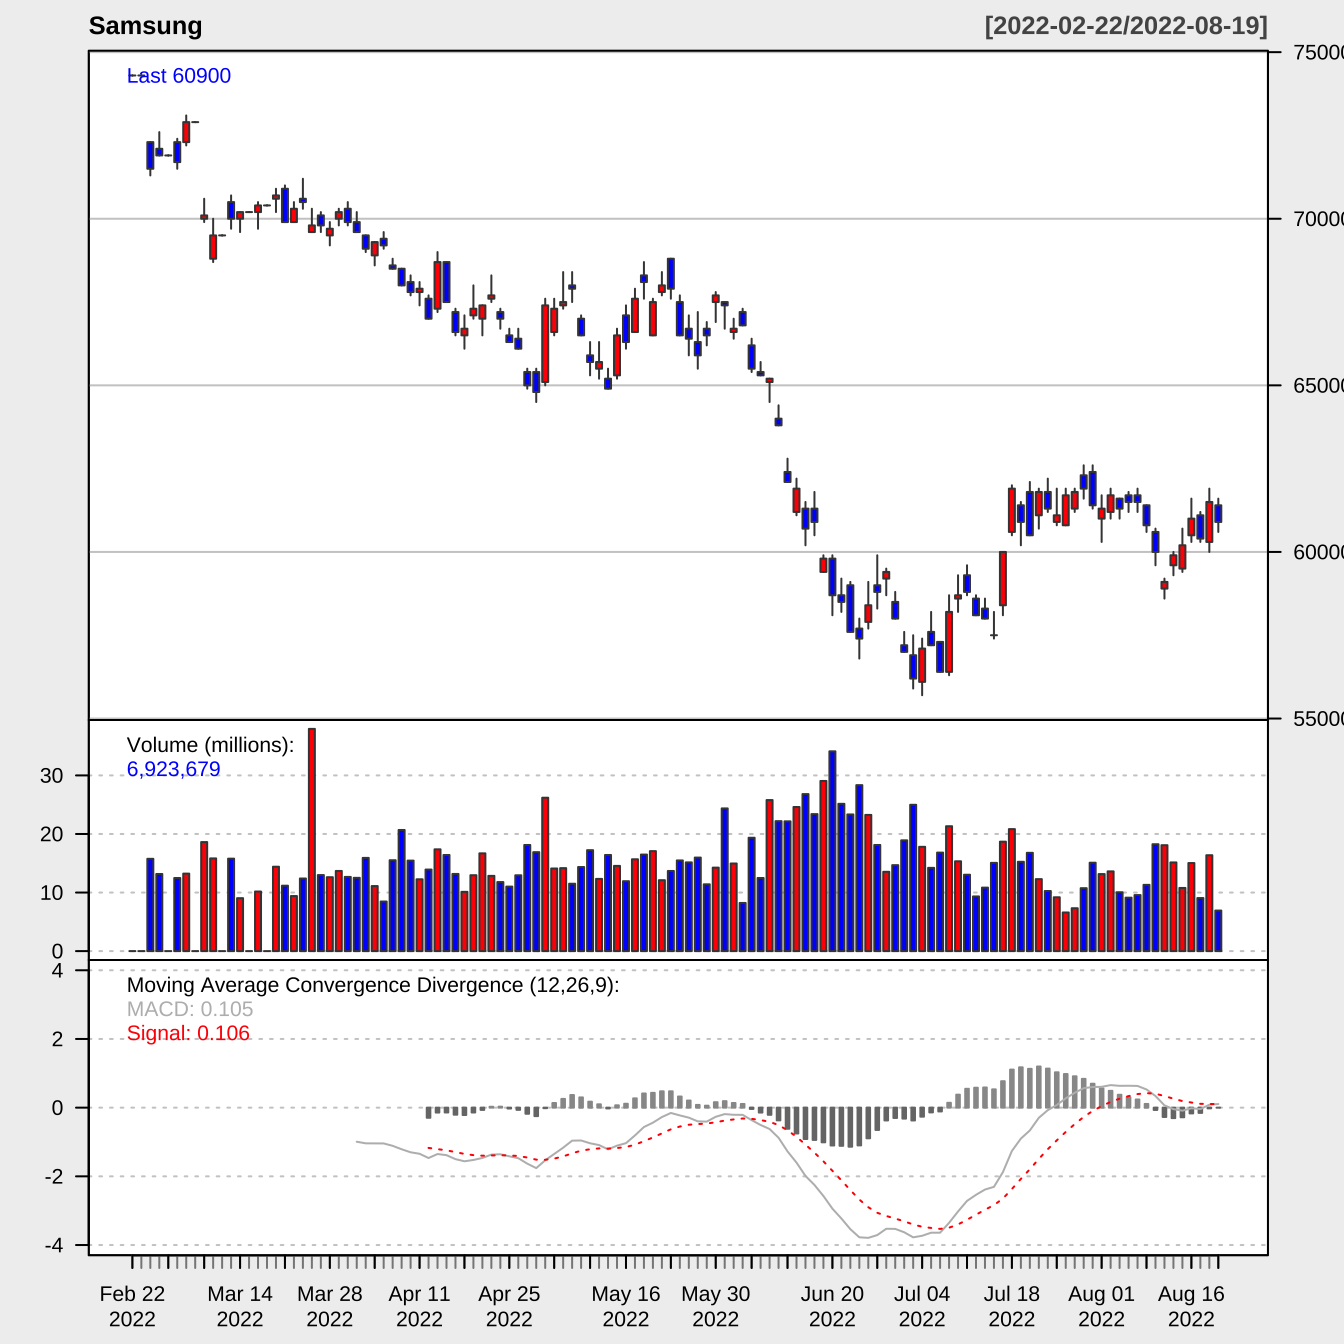 Samsung
[2022-02-22/2022-08-19]
Last 60900
75000
70000
65000
60000
55000
Volume (millions):
6,923,679
30
20
10
0
Moving Average Convergence Divergence (12,26,9):
MACD: 0.105
Signal: 0.106
4
2
0
-2
-4
Feb 22 Mar 14 Mar 28 Apr 11 Apr 25 May 16 May 30 Jun 20 Jul 04 Jul 18 Aug 01 Aug 16
2022 2022 2022 2022 2022 2022 2022 2022 2022 2022 2022 2022